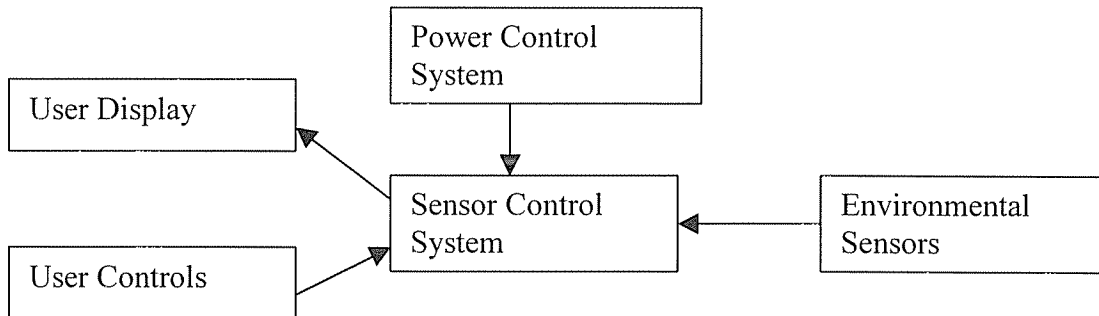 Power Control
System
User Display
Sensor Control
System
Environmental
Sensors
User Controls